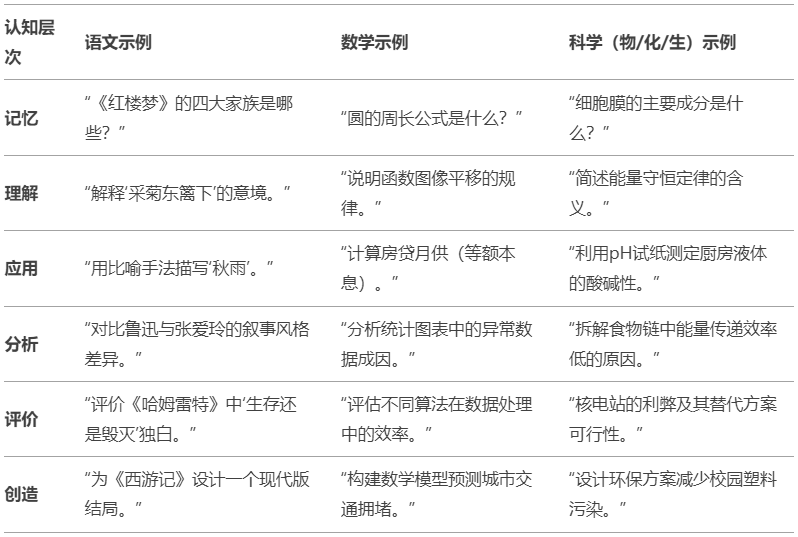 认知层次
语文示例
数学示例
科学（物/化/生）示例
记忆
“《红楼梦》的四大家族是哪
些？”
“圆的周长公式是什么？”
“细胞膜的主要成分是什
么？”
理解
“解释‘采菊东篱下’的意境。”
“说明函数图像平移的规
律。”
“简述能量守恒定律的含
义。”
应用
“用比喻手法描写‘秋雨’。”
“计算房贷月供（等额本
息）。”
“利用pH试纸测定厨房液体
的酸碱性。”
分析
“对比鲁迅与张爱玲的叙事风格
差异。”
“分析统计图表中的异常数
据成因。”
“拆解食物链中能量传递效率
低的原因。”
评价
“评价《哈姆雷特》中‘生存还
是毁灭’独白。”
“评估不同算法在数据处理
中的效率。”
“核电站的利弊及其替代方案
可行性。”
创造
“为《西游记》设计一个现代版
结局。”
“构建数学模型预测城市交
通拥堵。”
“设计环保方案减少校园塑料
污染。”